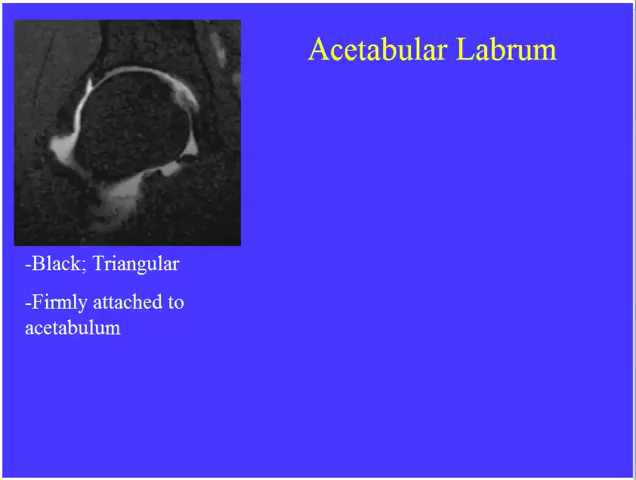 Acetabular Labrum
-Black; Triangular
-Firmly attached to
acetabulum